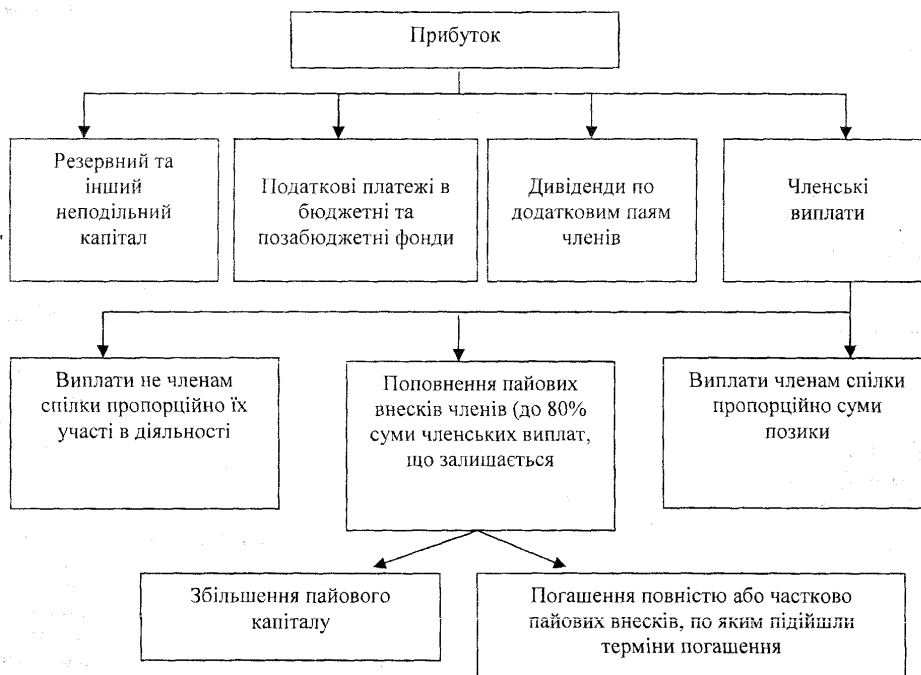 Прибуток
Резервний та
інший
неподільний
капітал
Податкові платежі в
бюджетні та
позабюджетні фонди
Дивіденди по
додатковим паям
членів
Членські
виплати
Виплати не членам
спілки пропорційно їх
участі в діяльності
Поповнення пайових
внесків членів (до 80%
суми членських виплат,
що залишається
Виплати членам спілки
пропорційно суми
позики
Збільшення пайового
капіталу
Погашення повністю або частково
пайових внесків, по яким підійшли
терміни погашення